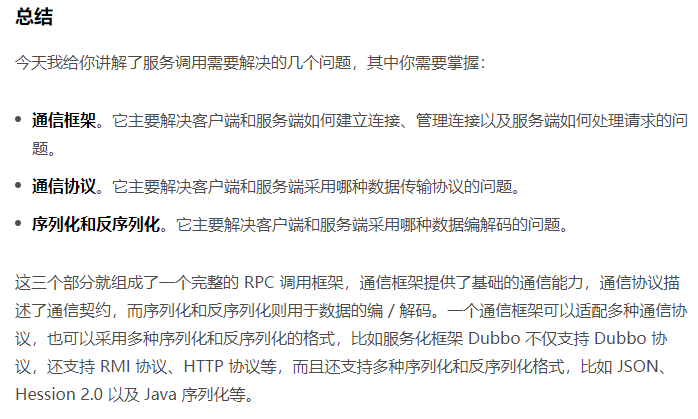 总结
今天我给你讲解了服务调用需要解决的几个问题，其中你需要掌握：
通信框架。它主要解决客户端和服务端如何建立连接、管理连接以及服务端如何处理请求的问
题。
通信协议。它主要解决客户端和服务端采用哪种数据传输协议的问题。
序列化和反序列化。它主要解决客户端和服务端采用哪种数据编解码的问题。
这三个部分就组成了一个完整的 RPC 调用框架，通信框架提供了基础的通信能力，通信协议描
述了通信契约，而序列化和反序列化则用于数据的编 / 解码。一个通信框架可以适配多种通信协
议，也可以采用多种序列化和反序列化的格式，比如服务化框架 Dubbo 不仅支持 Dubbo 协
议，还支持 RMI 协议、HTTP 协议等，而且还支持多种序列化和反序列化格式，比如 JSON、
Hession 2.0 以及 Java 序列化等。